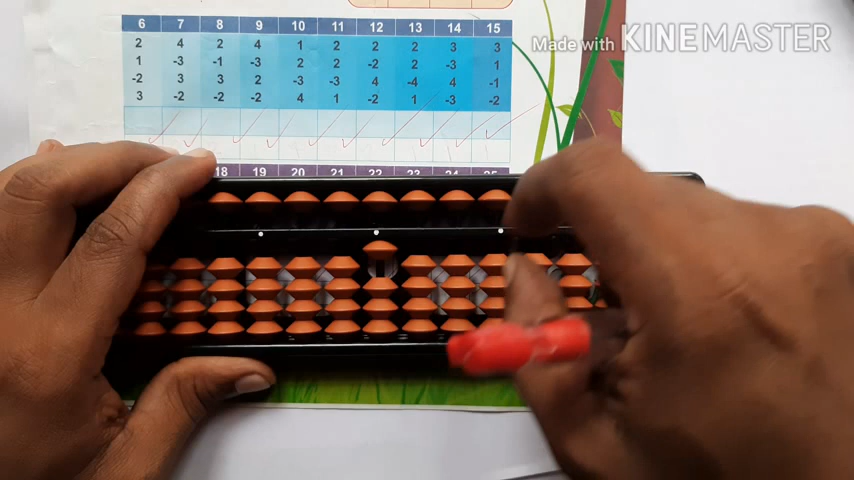 Made with KINEMASTER
6 7 8 9 10 11 12 13 14 15
2 4 2 4 1 2 2 2 3 3
1 -3 -1 -3 2 2 -2 2 -3 1
-2 3 3 2 -3 -3 4 -4 4 -1
3 -2 -2 -2 4 1 -2 1 -3 -2
18 19 20 21 22 23 24 25